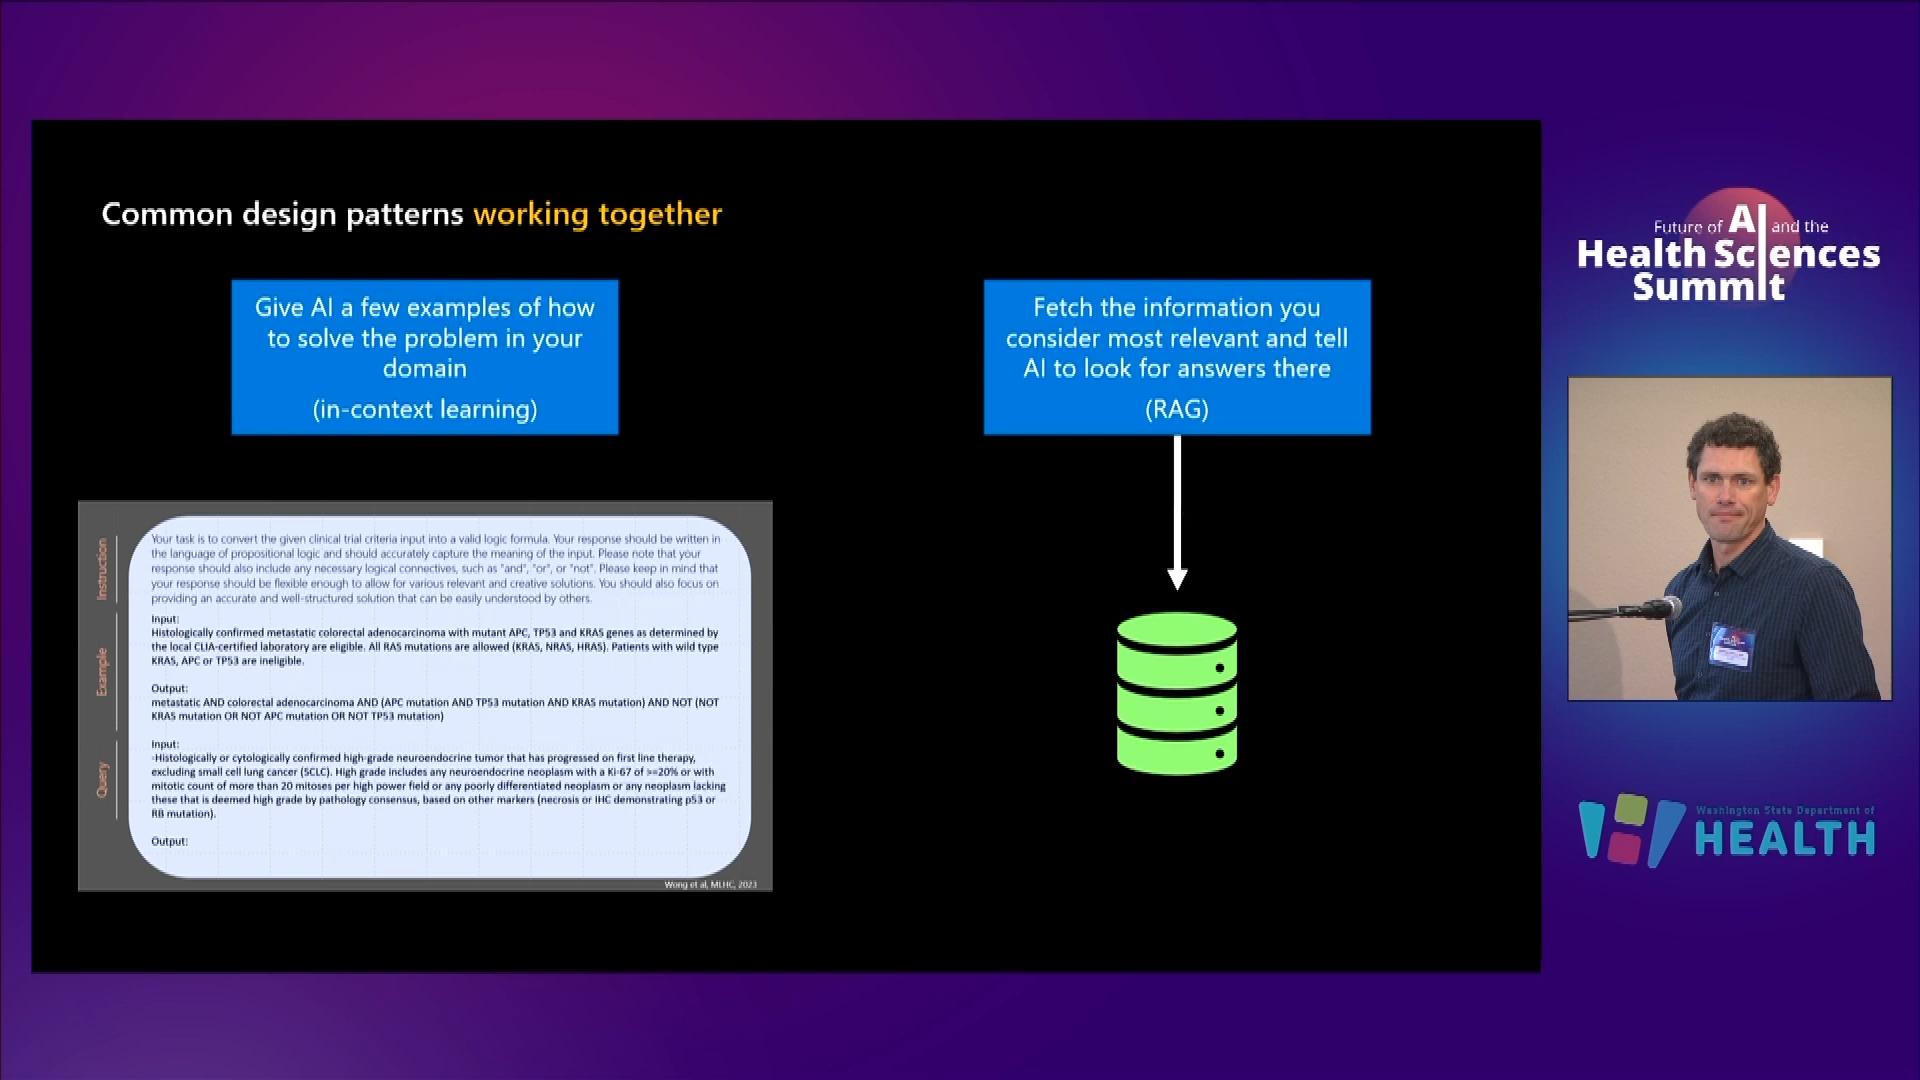 Common design patterns working together
Give AI a few examples of how
to solve the problem in your
domain
(in-context learning)
Fetch the information you
consider most relevant and tell
AI to look for answers there
(RAG)
Instruction
Your task is to convert the given clinical trial criteria input into a valid logic formula. Your response should be written in
the language of propositional logic and should accurately capture the meaning of the input. Please note that your
response should also include any necessary logical connectives, such as "and", "or", or "not". Please keep in mind that
your response should be flexible enough to allow for various relevant and creative solutions. You should also focus on
providing an accurate and well-structured solution that can be easily understood by others.
Example
Input:
Histologically confirmed metastatic colorectal adenocarcinoma with mutant APC, TP53 and KRAS genes as determined by
the local CLIA-certified laboratory are eligible. All RAS mutations are allowed (KRAS, NRAS, HRAS). Patients with wild type
KRAS, APC or TP53 are ineligible.
Output:
metastatic AND colorectal adenocarcinoma AND (APC mutation AND TP53 mutation AND KRAS mutation) AND NOT (NOT
KRAS mutation OR NOT APC mutation OR NOT TP53 mutation)
Query
Input:
-Histologically or cytologically confirmed high-grade neuroendocrine tumor that has progressed on first line therapy,
excluding small cell lung cancer (SCLC). High grade includes any neuroendocrine neoplasm with a Ki-67 of >=20% or with
mitotic count of more than 20 mitoses per high power field or any poorly differentiated neoplasm or any neoplasm lacking
these that is deemed high grade by pathology consensus, based on other markers (necrosis or IHC demonstrating p53 or
RB mutation).
Output:
Wong et al, MLHC, 2023
Future of AI and the
Health Sciences
Summit
Washington State Department of
HEALTH